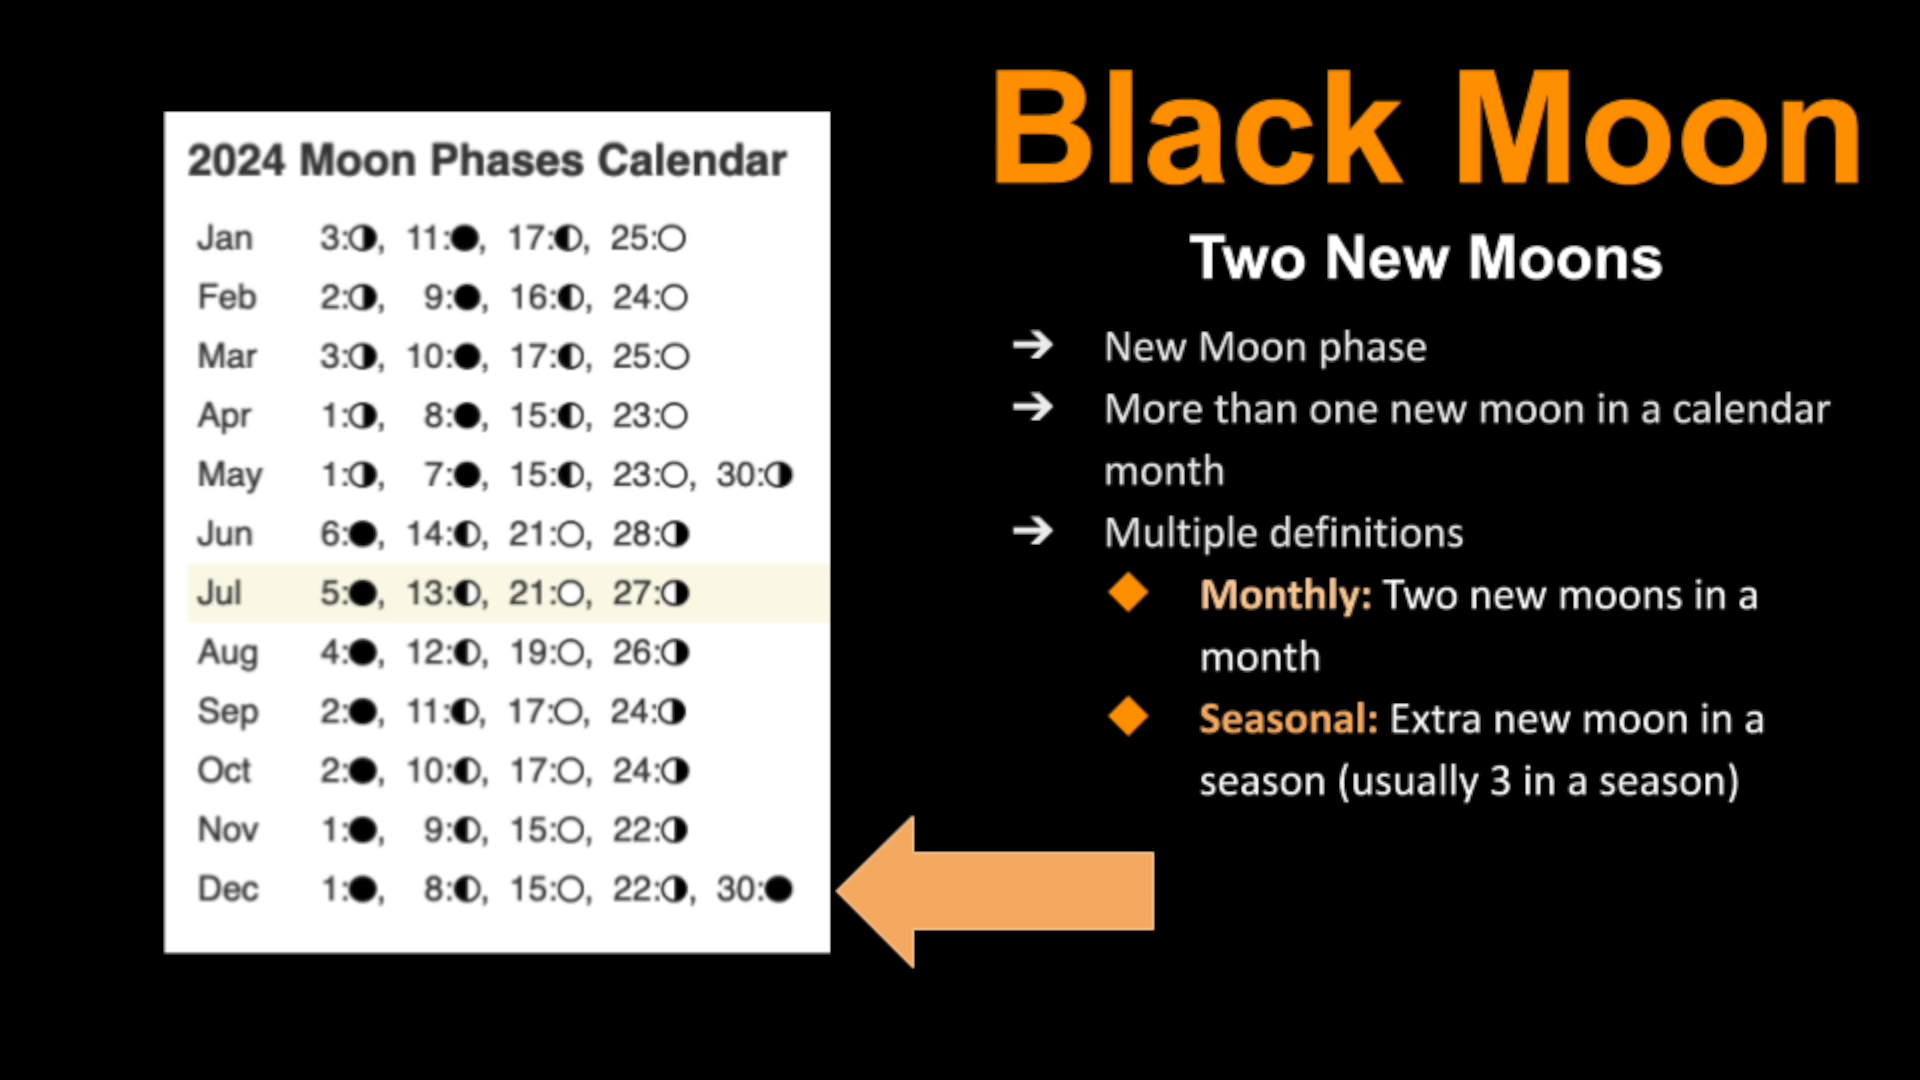 2024 Moon Phases Calendar
Jan 3:◑, 11:●, 17:◐, 25:○
Feb 2:◑, 9:●, 16:◐, 24:○
Mar 3:◑, 10:●, 17:◐, 25:○
Apr 1:◑, 8:●, 15:◐, 23:○
May 1:◑, 7:●, 15:◐, 23:○, 30:◑
Jun 6:●, 14:◐, 21:○, 28:◑
Jul 5:●, 13:◐, 21:○, 27:◑
Aug 4:●, 12:◐, 19:○, 26:◑
Sep 2:●, 11:◐, 17:○, 24:◑
Oct 2:●, 10:◐, 17:○, 24:◑
Nov 1:●, 9:◐, 15:○, 22:◑
Dec 1:●, 8:◐, 15:○, 22:◑, 30:●
Black Moon
Two New Moons
➔ New Moon phase
➔ More than one new moon in a calendar
month
➔ Multiple definitions
◆ Monthly: Two new moons in a
month
◆ Seasonal: Extra new moon in a
season (usually 3 in a season)